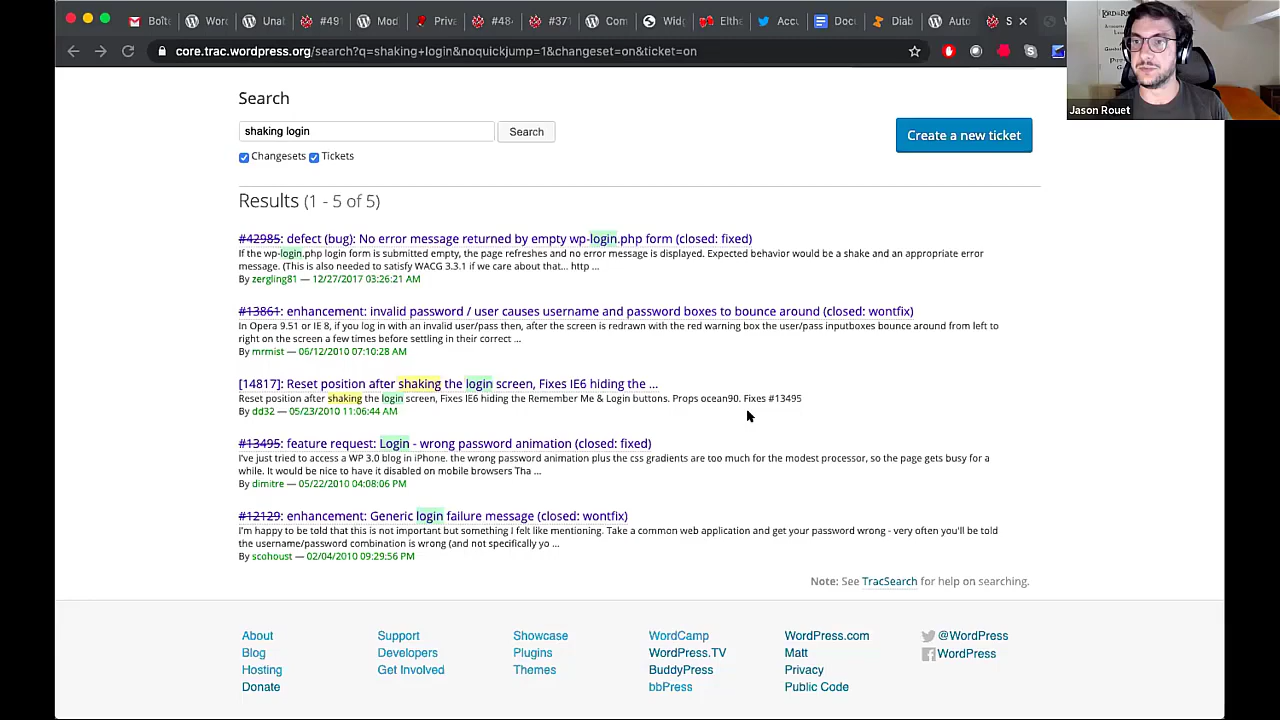 Boît
Wor
Una
#49
Mod
Priva
#48
#37
Com
Wid
Elth
Acc
Doc
Diab
Auto
S
core.trac.wordpress.org/search?q=shaking+login&noquickjump=1&changeset=on&ticket=on
Jason Rouet
Search
shaking login
Search
Create a new ticket
Changesets
Tickets
Results (1 - 5 of 5)
#42985: defect (bug): No error message returned by empty wp-login.php form (closed: fixed)
If the wp-login.php login form is submitted empty, the page refreshes and no error message is displayed. Expected behavior would be a shake and an appropriate error
message. (This is also needed to satisfy WACG 3.3.1 if we care about that... http ...
By zergling81 — 12/27/2017 03:26:21 AM
#13861: enhancement: invalid password / user causes username and password boxes to bounce around (closed: wontfix)
In Opera 9.51 or IE 8, if you log in with an invalid user/pass then, after the screen is redrawn with the red warning box the user/pass inputboxes bounce around from left to
right on the screen a few times before settling in their correct ...
By mrmist — 06/12/2010 07:10:28 AM
[14817]: Reset position after shaking the login screen, Fixes IE6 hiding the ...
Reset position after shaking the login screen, Fixes IE6 hiding the Remember Me & Login buttons. Props ocean90. Fixes #13495
By dd32 — 05/23/2010 11:06:44 AM
#13495: feature request: Login - wrong password animation (closed: fixed)
I've just tried to access a WP 3.0 blog in iPhone. the wrong password animation plus the css gradients are too much for the modest processor, so the page gets busy for a
while. It would be nice to have it disabled on mobile browsers Tha ...
By dimitre — 05/22/2010 04:08:06 PM
#12129: enhancement: Generic login failure message (closed: wontfix)
I'm happy to be told that this is not important but something I felt like mentioning. Take a common web application and get your password wrong - very often you'll be told
the username/password combination is wrong (and not specifically yo ...
By scohoust — 02/04/2010 09:29:56 PM
Note: See TracSearch for help on searching.
About
Blog
Hosting
Donate
Support
Developers
Get Involved
Showcase
Plugins
Themes
WordCamp
WordPress.TV
BuddyPress
bbPress
WordPress.com
Matt
Privacy
Public Code
@WordPress
WordPress